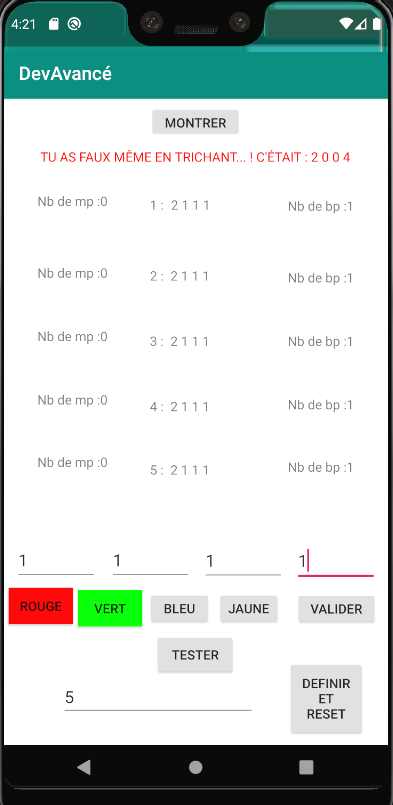 4:21
DevAvancé
MONTRER
TU AS FAUX MÊME EN TRICHANT... ! C'ÉTAIT : 2 0 0 4
Nb de mp :0 1 : 2 1 1 1 Nb de bp :1
Nb de mp :0 2 : 2 1 1 1 Nb de bp :1
Nb de mp :0 3 : 2 1 1 1 Nb de bp :1
Nb de mp :0 4 : 2 1 1 1 Nb de bp :1
Nb de mp :0 5 : 2 1 1 1 Nb de bp :1
1 1 1 1
ROUGE VERT BLEU JAUNE VALIDER
TESTER
5
DEFINIR
ET
RESET